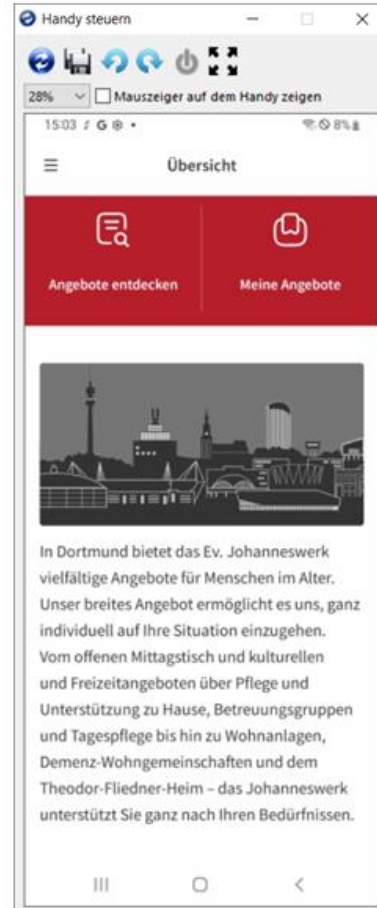 Handy steuern
28% Mauszeiger auf dem Handy zeigen
15:03 G 8%
Übersicht
Angebote entdecken Meine Angebote
In Dortmund bietet das Ev. Johanneswerk
vielfältige Angebote für Menschen im Alter.
Unser breites Angebot ermöglicht es uns, ganz
individuell auf Ihre Situation einzugehen.
Vom offenen Mittagstisch und kulturellen
und Freizeitangeboten über Pflege und
Unterstützung zu Hause, Betreuungsgruppen
und Tagespflege bis hin zu Wohnanlagen,
Demenz-Wohngemeinschaften und dem
Theodor-Fliedner-Heim – das Johanneswerk
unterstützt Sie ganz nach Ihren Bedürfnissen.